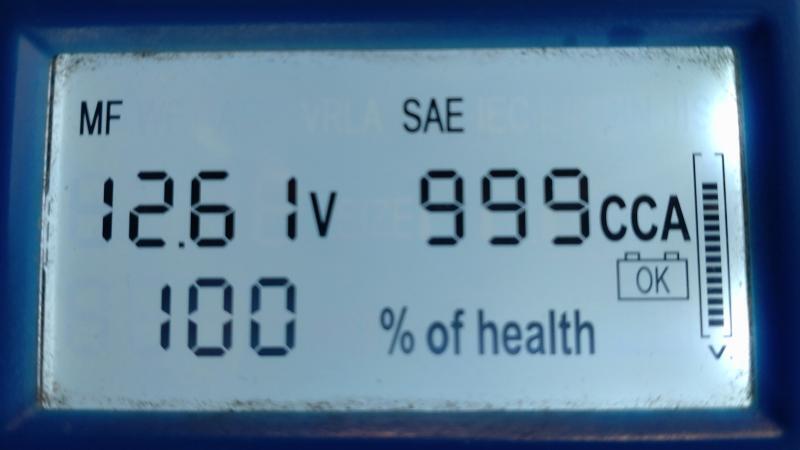 MF SAE
12.61V 999CCA
OK
100 % of health